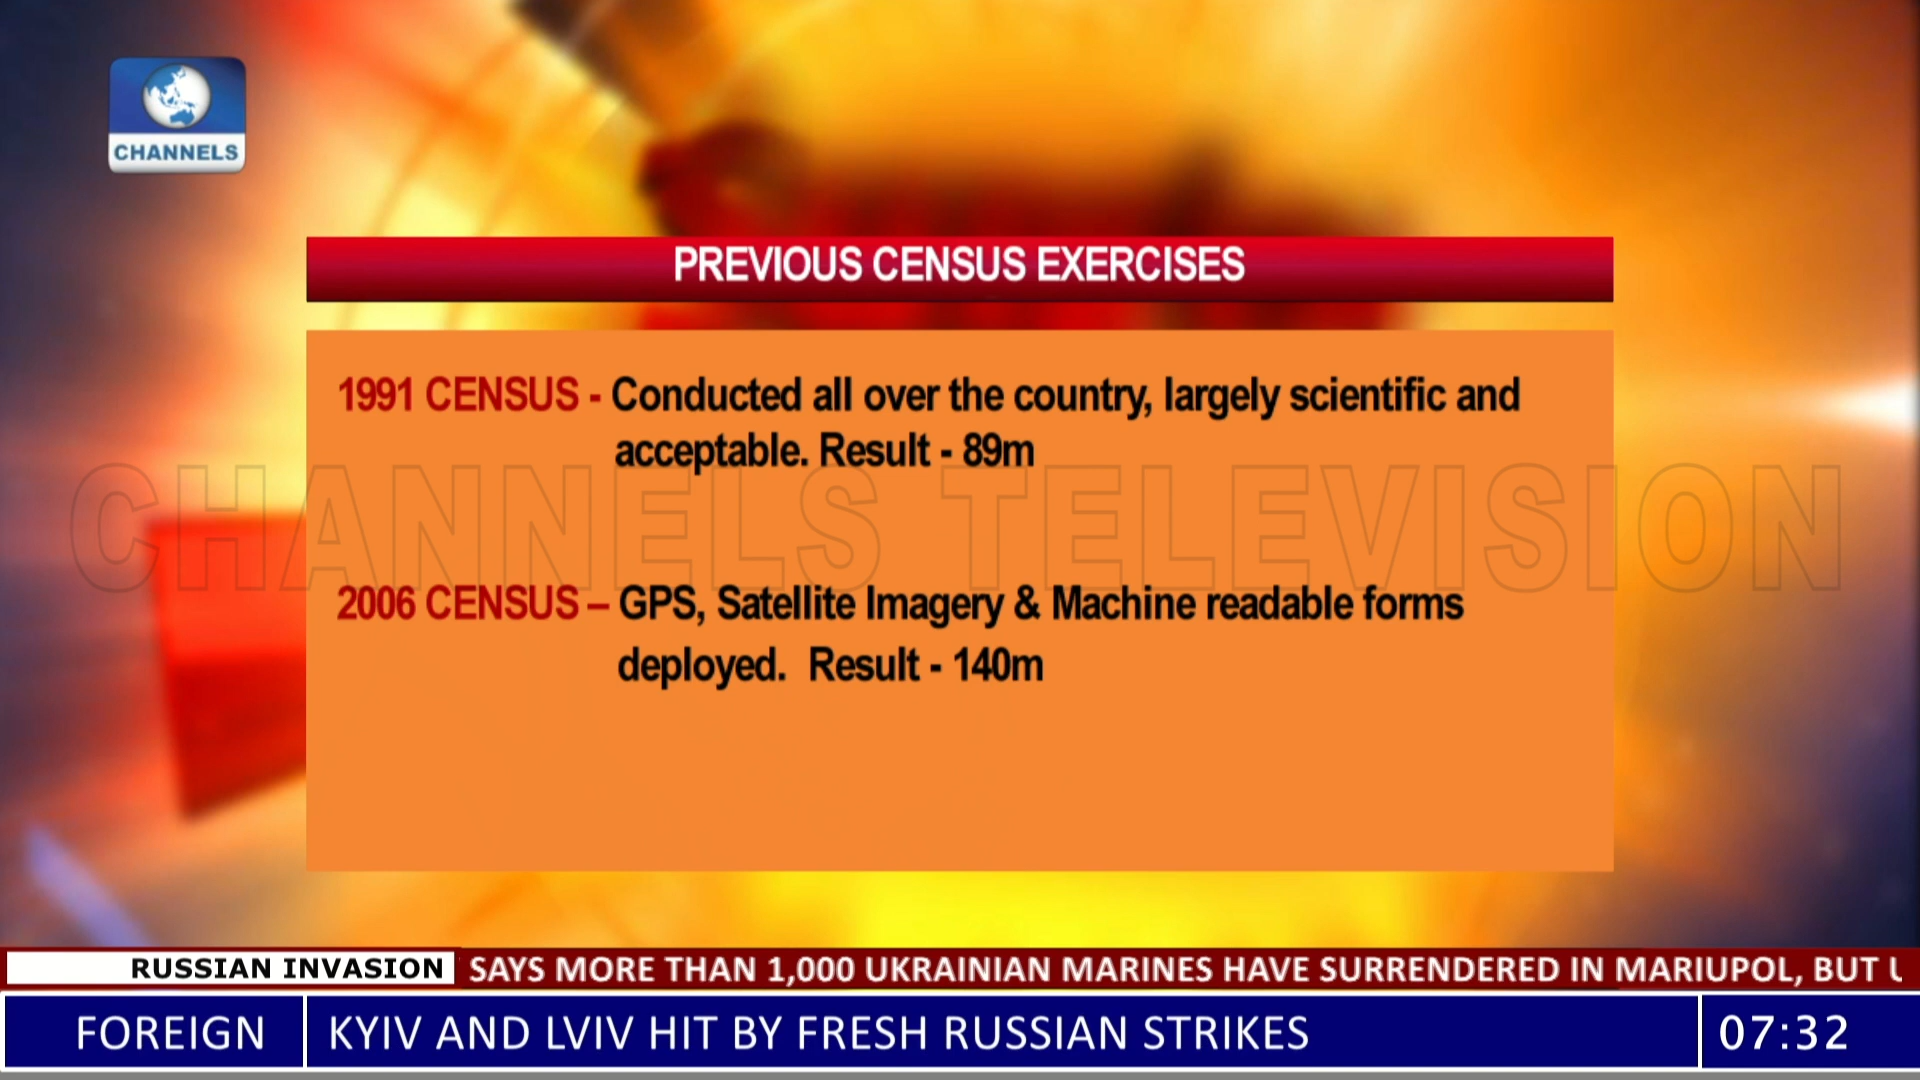 CHANNELS
PREVIOUS CENSUS EXERCISES
1991 CENSUS - Conducted all over the country, largely scientific and
acceptable. Result - 89m
CHANNELS TELEVISION
2006 CENSUS – GPS, Satellite Imagery & Machine readable forms
deployed. Result - 140m
RUSSIAN INVASION SAYS MORE THAN 1,000 UKRAINIAN MARINES HAVE SURRENDERED IN MARIUPOL, BUT
FOREIGN KYIV AND LVIV HIT BY FRESH RUSSIAN STRIKES 07:32